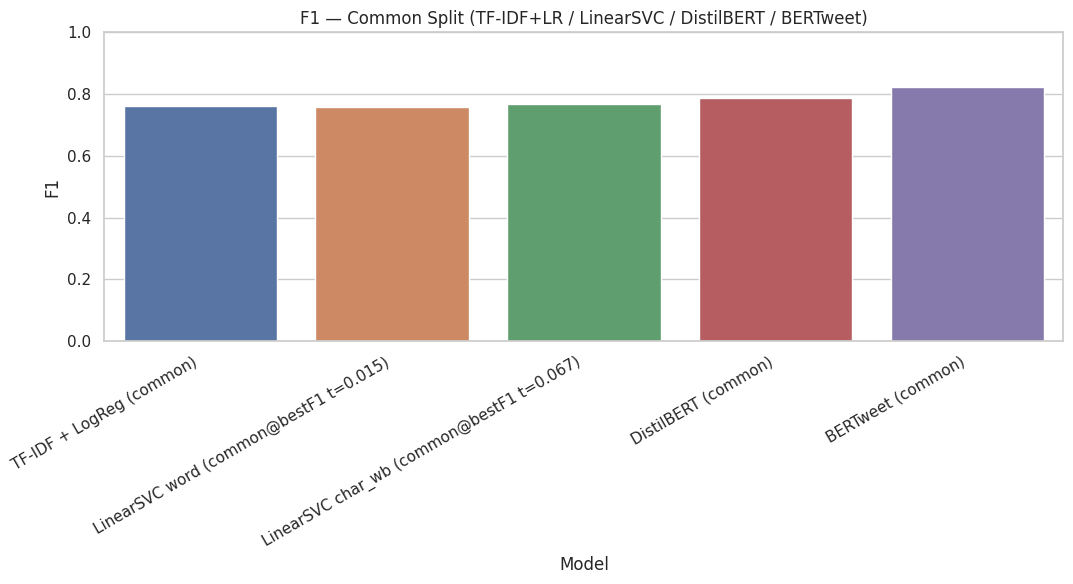 F1 — Common Split (TF-IDF+LR / LinearSVC / DistilBERT / BERTweet)
1.0
0.8
0.6
0.4
0.2
0.0
F1
TF-IDF + LogReg (common)
LinearSVC word (common@bestF1 t=0.015)
LinearSVC char_wb (common@bestF1 t=0.067)
DistilBERT (common)
BERTweet (common)
Model